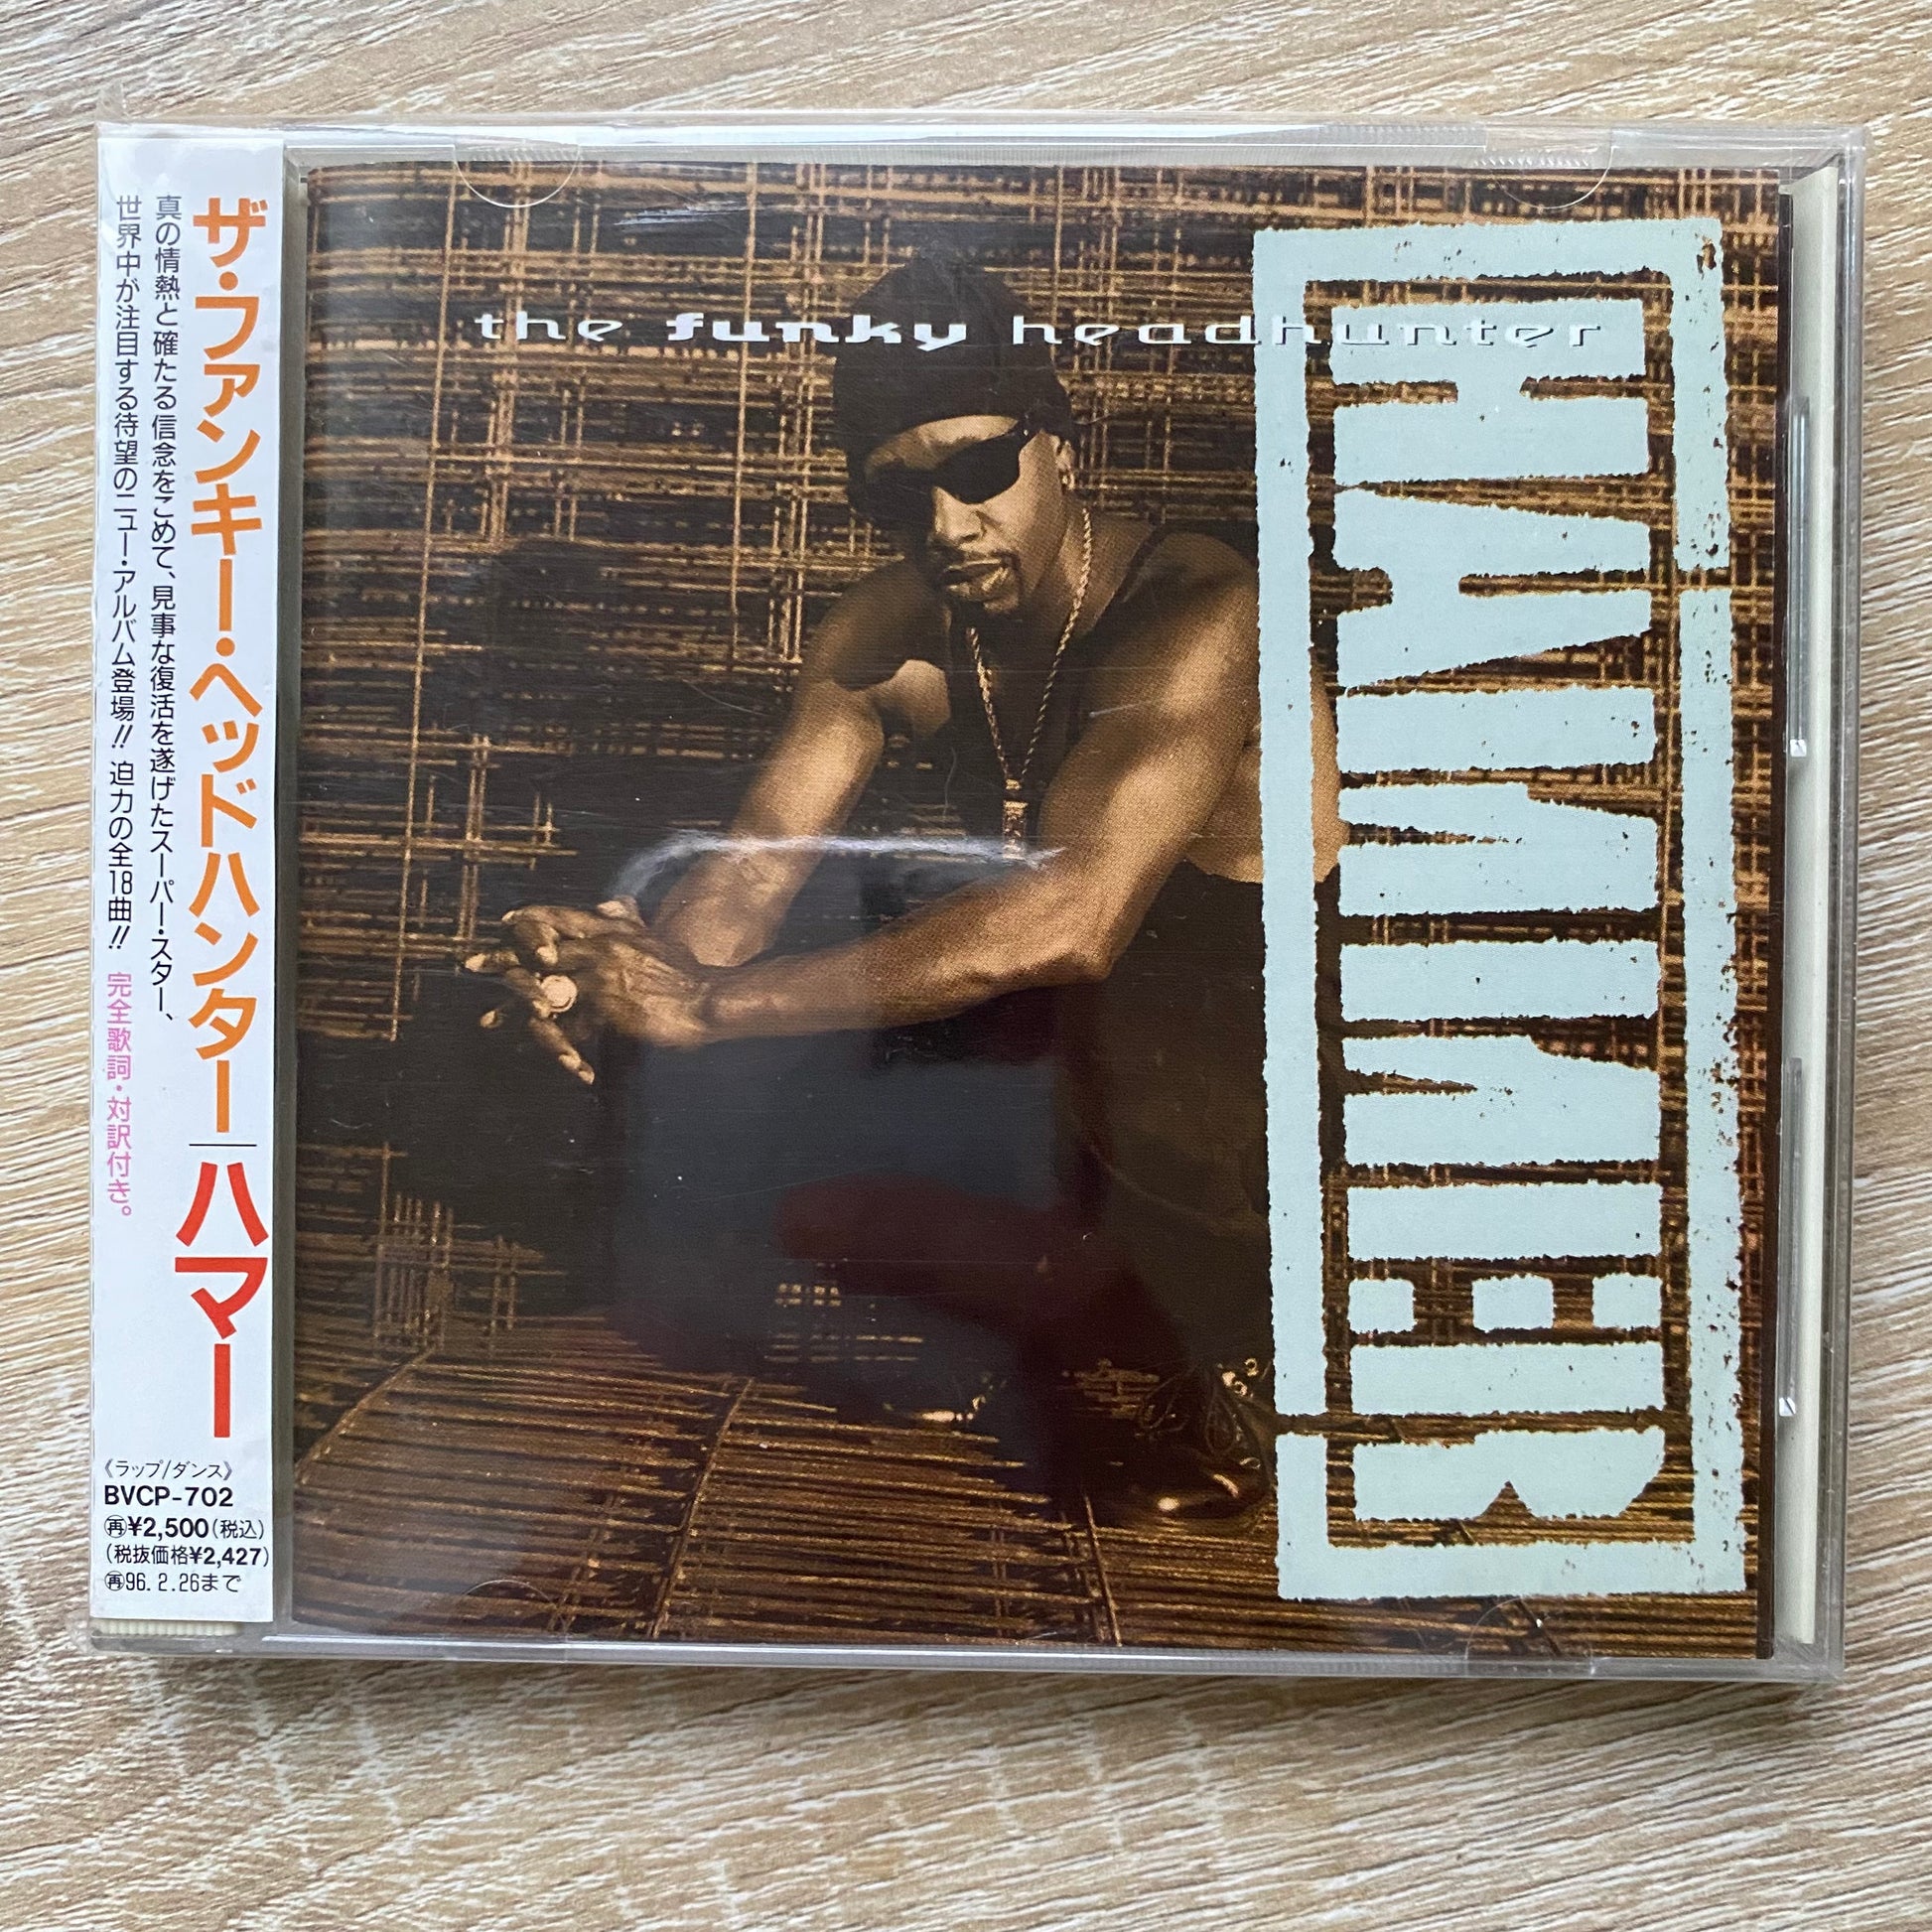 ザ・ファンキー・ヘッドハンター｜ハマー
真の情熱と確たる信念をこめて、見事な復活を遂げたスーパー・スター、
世界中が注目する待望のニュー・アルバム登場!! 迫力の全18曲!! 完全歌詞・対訳付き。
《ラップ/ダンス》
BVCP-702
㊢¥2,500(税込)
(税抜価格¥2,427)
㊢96.2.26まで
the funky headhunter
HAMMER